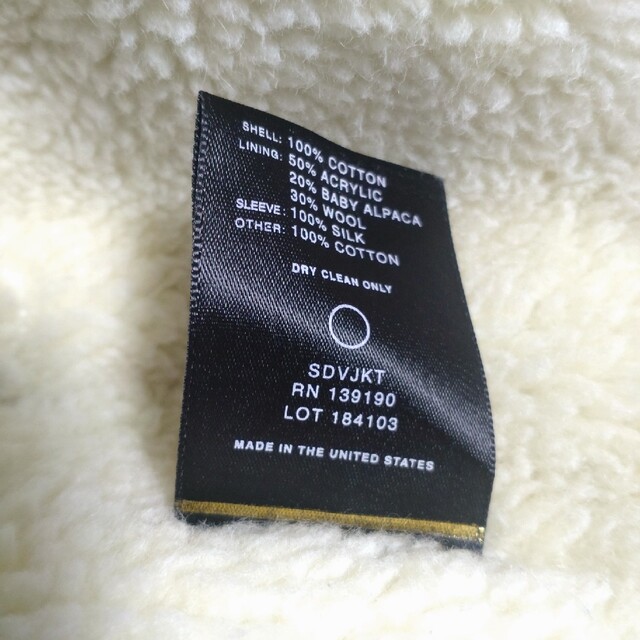 SHELL: 100% COTTON
LINING: 50% ACRYLIC
20% BABY ALPACA
30% WOOL
SLEEVE: 100% SILK
OTHER: 100% COTTON
DRY CLEAN ONLY
SDVJKT
RN 139190
LOT 184103
MADE IN THE UNITED STATES